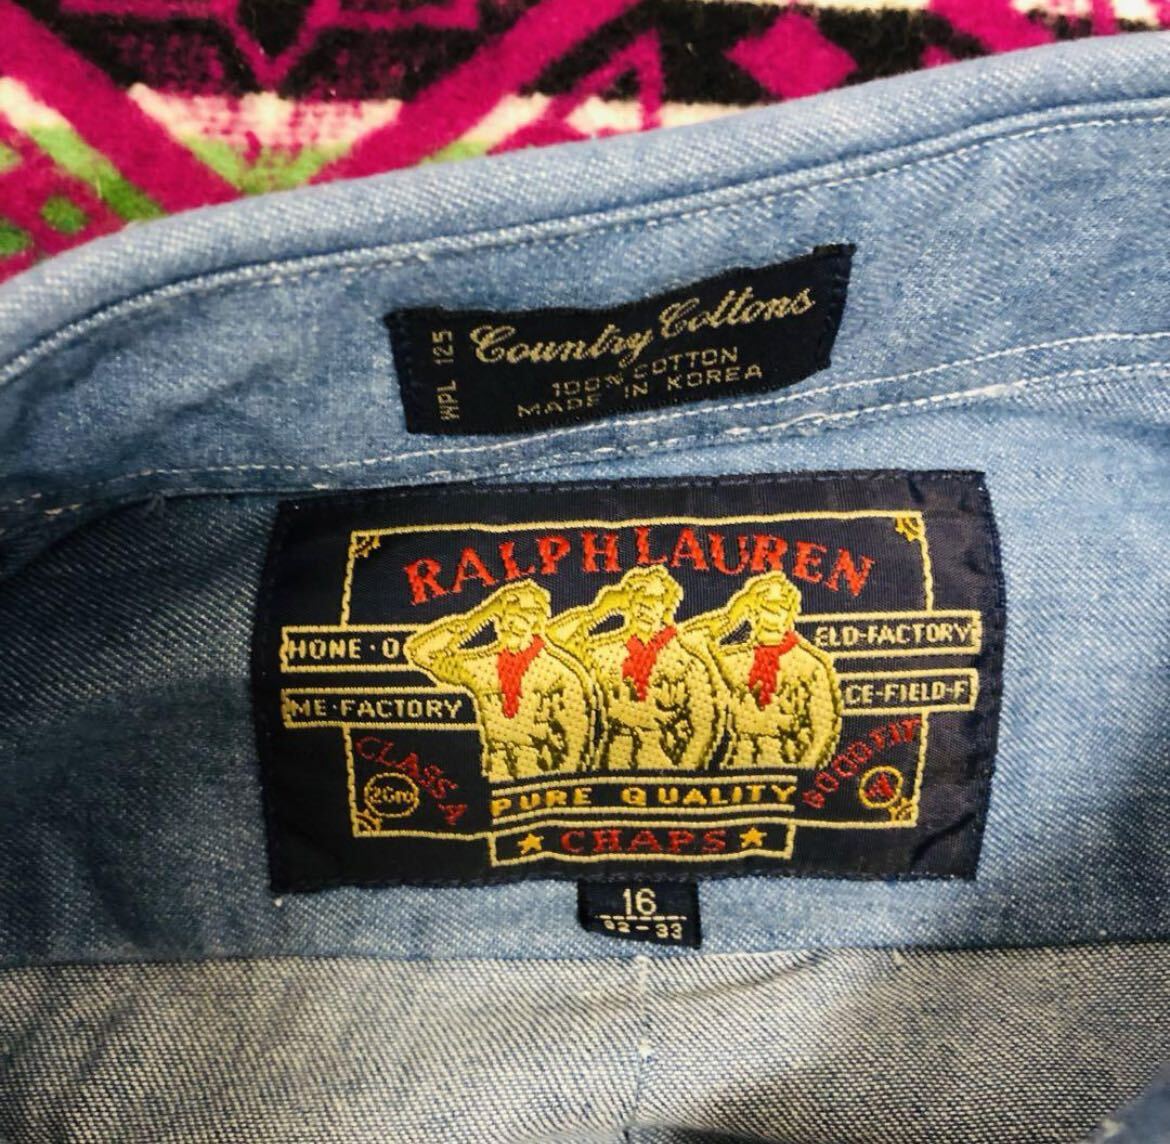 WPL 125
Country Cottons
100% COTTON
MADE IN KOREA
RALPH LAUREN
HONE·O
ELD-FACTORY
ME·FACTORY
CE-FIELD-F
CLASS·A
GOOD FIT
PURE QUALITY
★ CHAPS ★
16
32-33